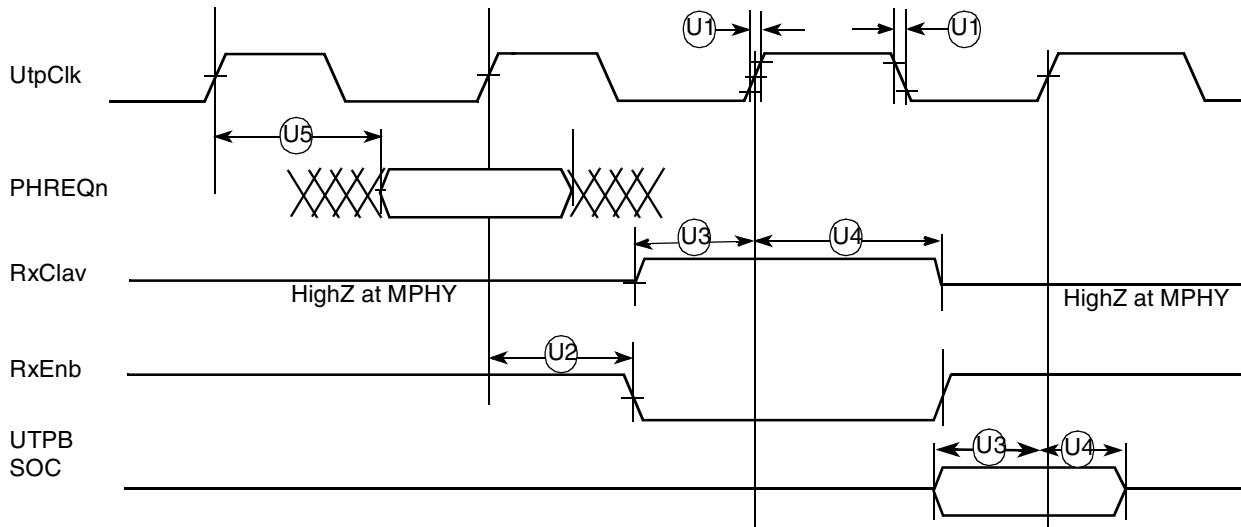 U1
U1
UtpClk
U5
PHREQn
U3
U4
RxClav
HighZ at MPHY
HighZ at MPHY
U2
RxEnb
UTPB
SOC
U3
U4